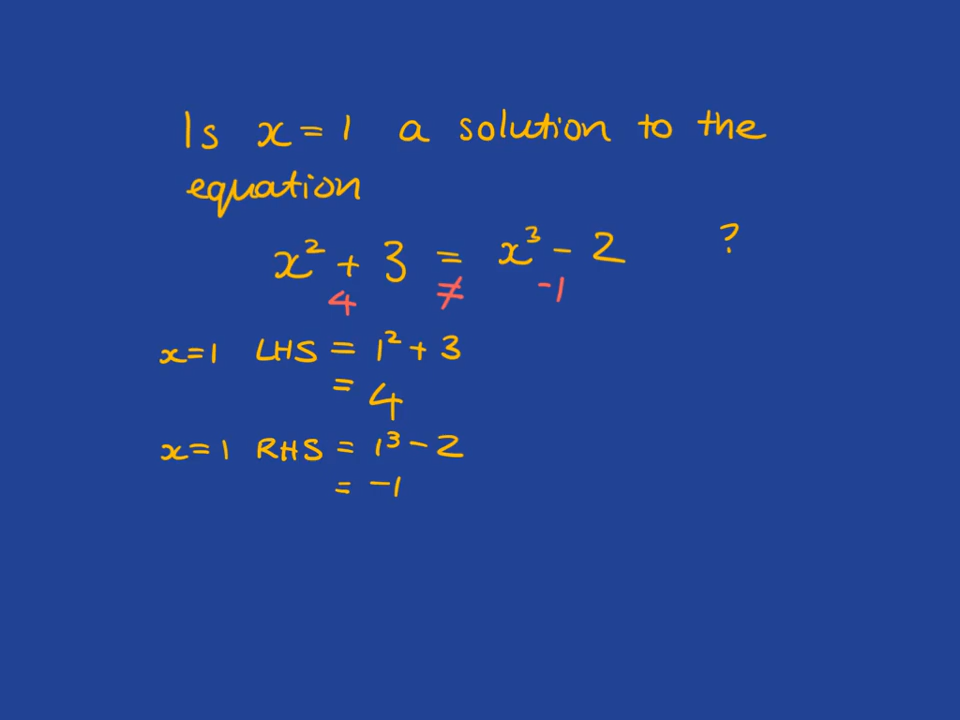 Is x = 1 a solution to the
equation
x² + 3 = x³ - 2 ?
4 ≠ -1
x=1 LHS = 1² + 3
= 4
x=1 RHS = 1³ - 2
= -1